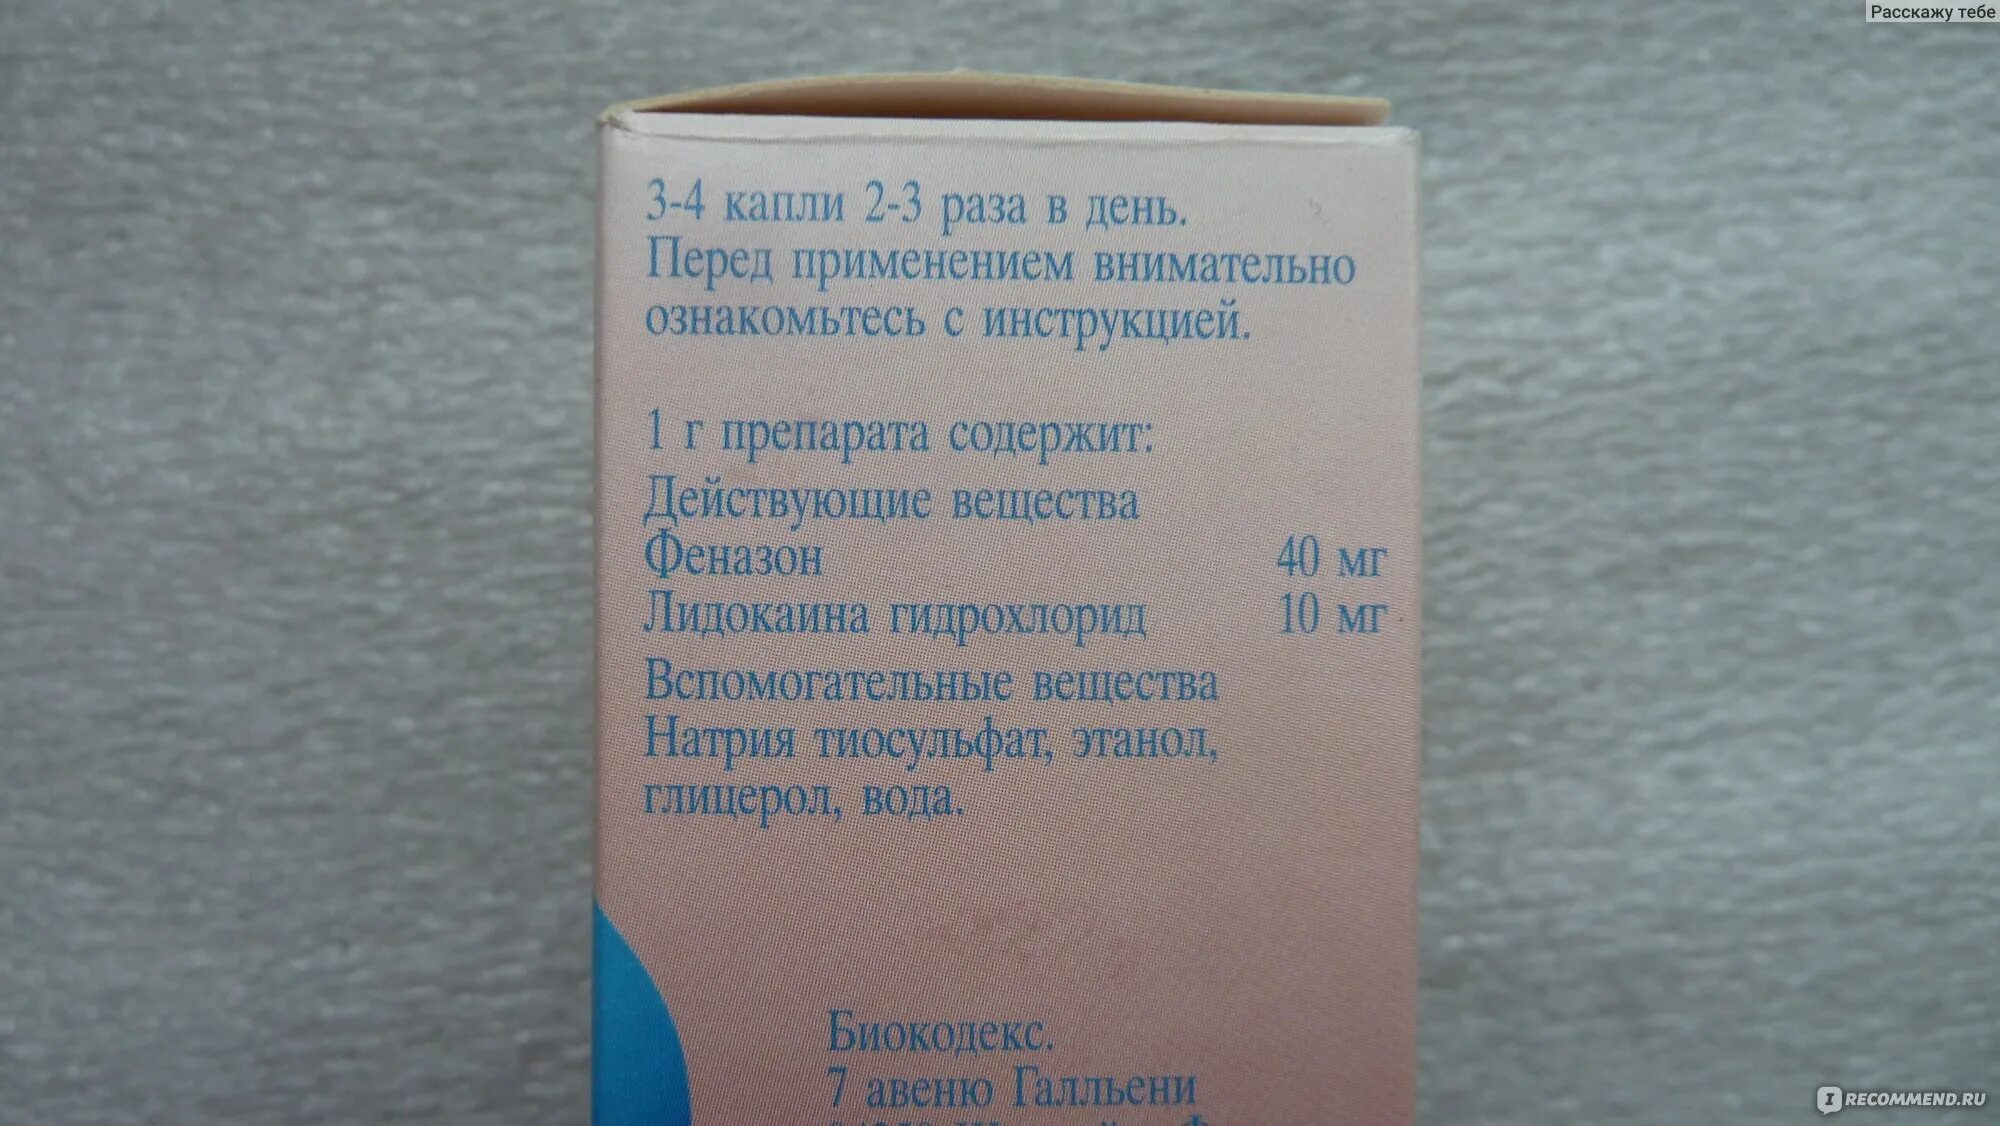 Расскажу тебе
3-4 капли 2-3 раза в день.
Перед применением внимательно
ознакомьтесь с инструкцией.
1 г препарата содержит:
Действующие вещества
Феназон 40 мг
Лидокаина гидрохлорид 10 мг
Вспомогательные вещества
Натрия тиосульфат, этанол,
глицерол, вода.
Биокодекс.
7 авеню Галльени
IRECOMMEND.RU